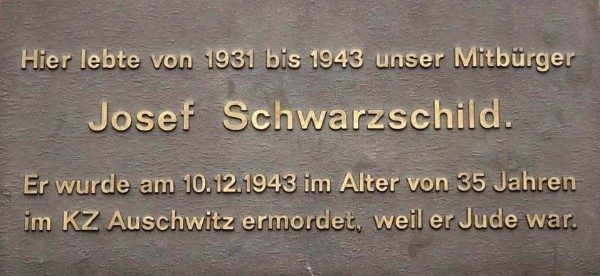 Hier lebte von 1931 bis 1943 unser Mitbürger
Josef Schwarzschild.
Er wurde am 10.12.1943 im Alter von 35 Jahren
im KZ Auschwitz ermordet, weil er Jude war.